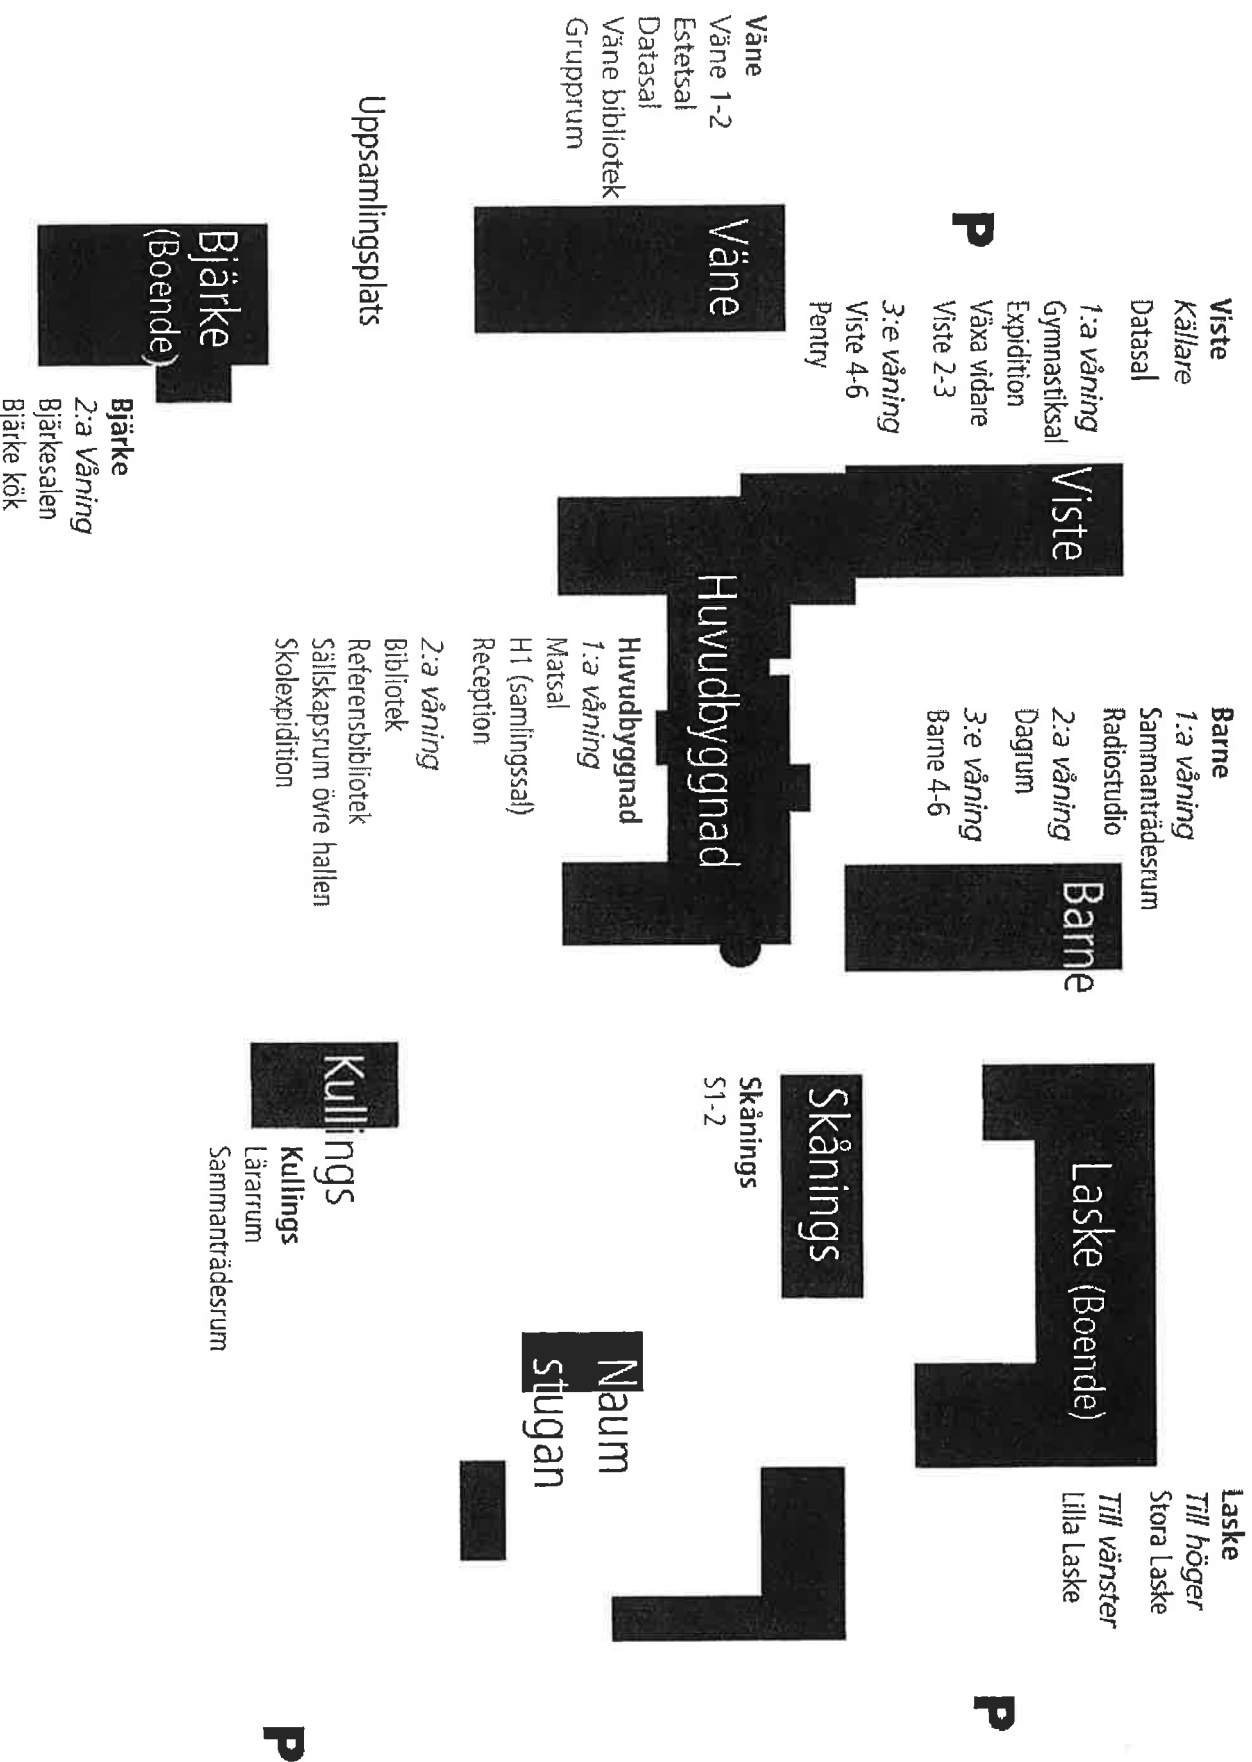 Viste
Källare
Datasal
1:a våning
Gymnastiksal
Expidition
Växa vidare
Viste 2-3
3:e våning
Viste 4-6
Pentry
Barne
1:a våning
Sammanträdesrum
Radiostudio
2:a våning
Dagrum
3:e våning
Barne 4-6
Laske
Till höger
Stora Laske
Till vänster
Lilla Laske
P
P
Viste
Barne
Laske (Boende)
Väne
Väne 1-2
Estetsal
Datasal
Väne bibliotek
Grupprum
Väne
Huvudbyggnad
Skånings
Skånings
S1-2
Huvudbyggnad
1:a våning
Matsal
H1 (samlingssal)
Reception
2:a våning
Bibliotek
Referensbibliotek
Sällskapsrum övre hallen
Skolexpidition
Naum
stugan
Uppsamlingsplats
Kullings
Kullings
Lärarrum
Sammanträdesrum
P
Bjärke
(Boende)
Bjärke
2:a Våning
Bjärkesalen
Bjärke kök